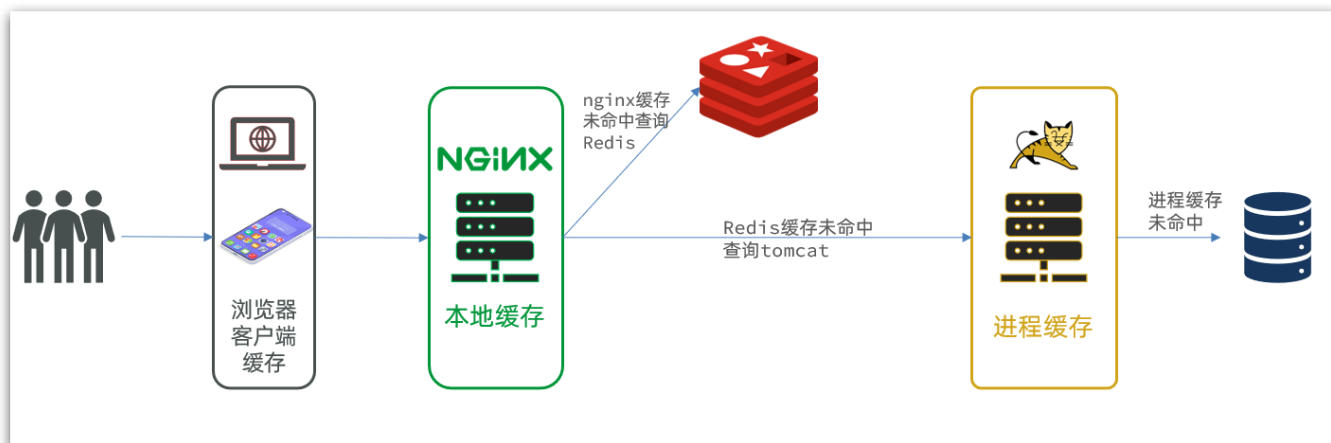 浏览器
客户端
缓存
NGINX
本地缓存
nginx缓存
未命中查询
Redis
Redis缓存未命中
查询tomcat
进程缓存
进程缓存
未命中